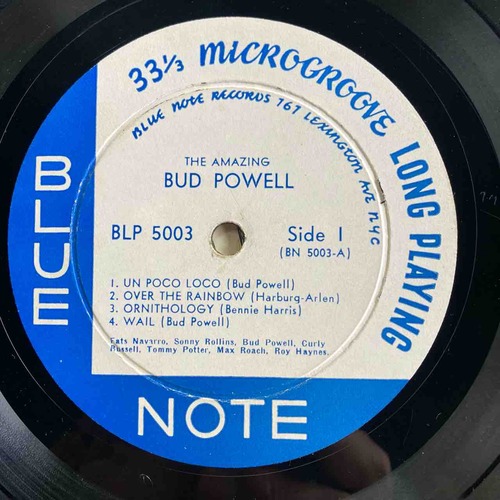 33⅓ MICROGROOVE LONG PLAYING
BLUE NOTE RECORDS 767 LEXINGTON AVE N.Y.C
THE AMAZING
BUD POWELL
BLP 5003 Side 1
(BN 5003-A)
1. UN POCO LOCO (Bud Powell)
2. OVER THE RAINBOW (Harburg-Arlen)
3. ORNITHOLOGY (Bennie Harris)
4. WAIL (Bud Powell)
Fats Navarro, Sonny Rollins, Bud Powell, Curly
Russell, Tommy Potter, Max Roach, Roy Haynes.
BLUE
NOTE